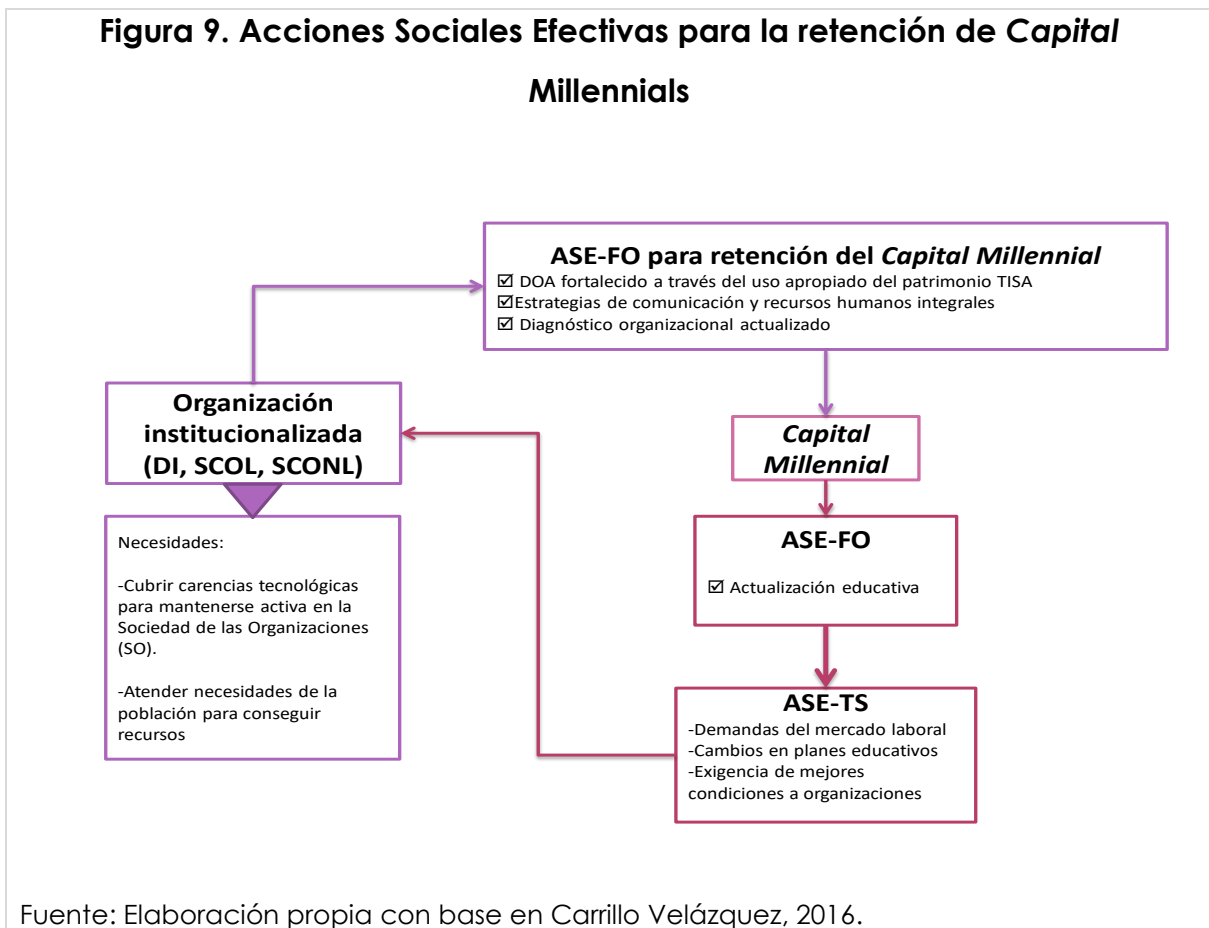 Figura 9. Acciones Sociales Efectivas para la retención de Capital
Millennials
ASE-FO para retención del Capital Millennial
☑ DOA fortalecido a través del uso apropiado del patrimonio TISA
☑Estrategias de comunicación y recursos humanos integrales
☑ Diagnóstico organizacional actualizado
Organización
institucionalizada
(DI, SCOL, SCONL)
Necesidades:
-Cubrir carencias tecnológicas
para mantenerse activa en la
Sociedad de las Organizaciones
(SO).
-Atender necesidades de la
población para conseguir
recursos
Capital
Millennial
ASE-FO
☑ Actualización educativa
ASE-TS
-Demandas del mercado laboral
-Cambios en planes educativos
-Exigencia de mejores
condiciones a organizaciones
Fuente: Elaboración propia con base en Carrillo Velázquez, 2016.